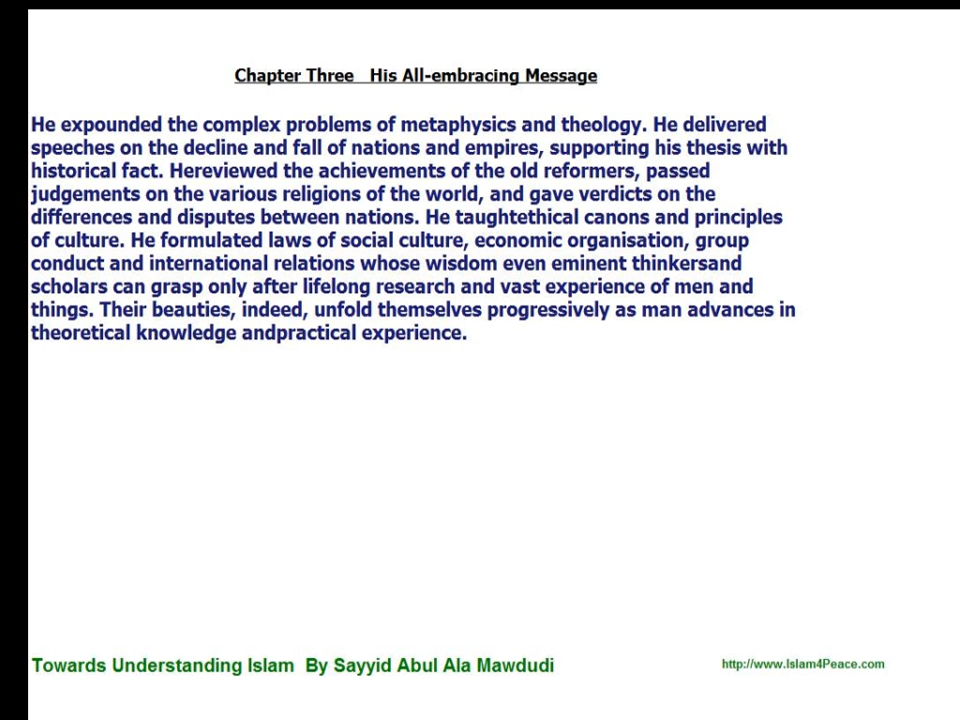 Chapter Three   His All-embracing Message
He expounded the complex problems of metaphysics and theology. He delivered
speeches on the decline and fall of nations and empires, supporting his thesis with
historical fact. Hereviewed the achievements of the old reformers, passed
judgements on the various religions of the world, and gave verdicts on the
differences and disputes between nations. He taughtethical canons and principles
of culture. He formulated laws of social culture, economic organisation, group
conduct and international relations whose wisdom even eminent thinkersand
scholars can grasp only after lifelong research and vast experience of men and
things. Their beauties, indeed, unfold themselves progressively as man advances in
theoretical knowledge andpractical experience.
Towards Understanding Islam  By Sayyid Abul Ala Mawdudi
http://www.Islam4Peace.com